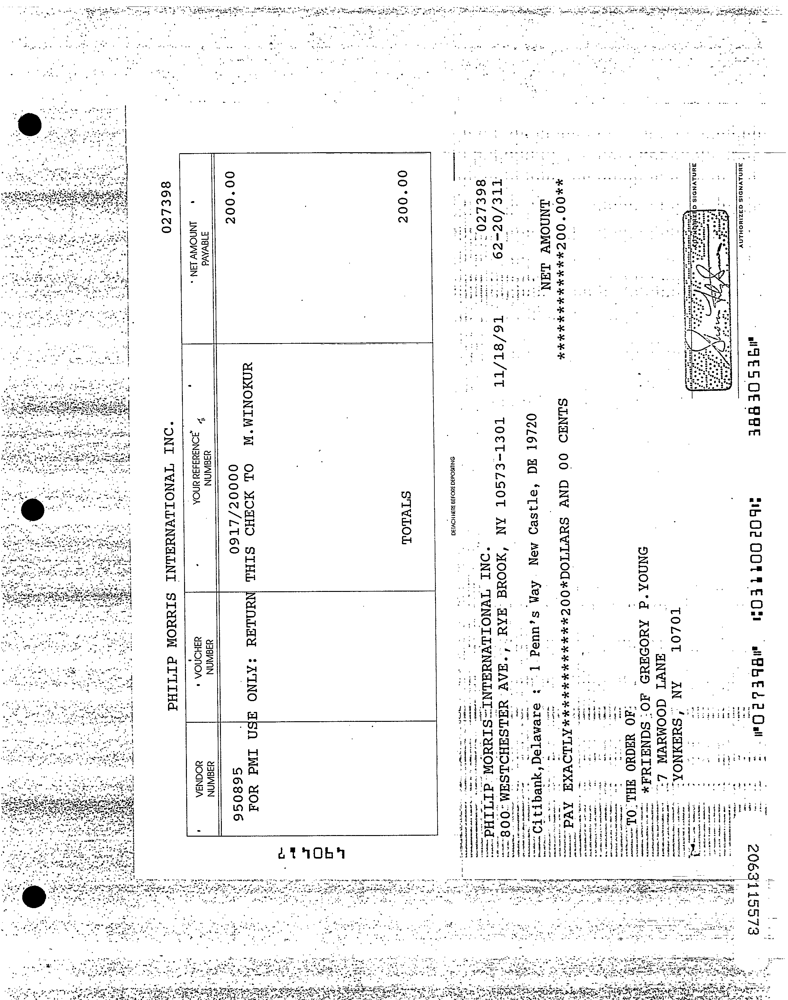 PHILIP MORRIS INTERNATIONAL INC. 027398
VENDOR NUMBER VOUCHER NUMBER YOUR REFERENCE NUMBER NET AMOUNT PAYABLE
950895 0917/20000 200.00
FOR PMI USE ONLY: RETURN THIS CHECK TO M.WINOKUR
TOTALS 200.00
490417
DETACH HERE BEFORE DEPOSITING
PHILIP MORRIS INTERNATIONAL INC. 027398
800 WESTCHESTER AVE., RYE BROOK, NY 10573-1301 11/18/91 62-20/311
Citibank,Delaware : 1 Penn's Way New Castle, DE 19720
NET AMOUNT
PAY EXACTLY*************200*DOLLARS AND 00 CENTS ************200.00**
TO THE ORDER OF:
*FRIENDS OF GREGORY P.YOUNG
7 MARWOOD LANE
YONKERS, NY 10701
AUTHORIZED SIGNATURE
AUTHORIZED SIGNATURE
⑈027398⑈ ⑆031100209⑆ 38830536⑈
2063115573